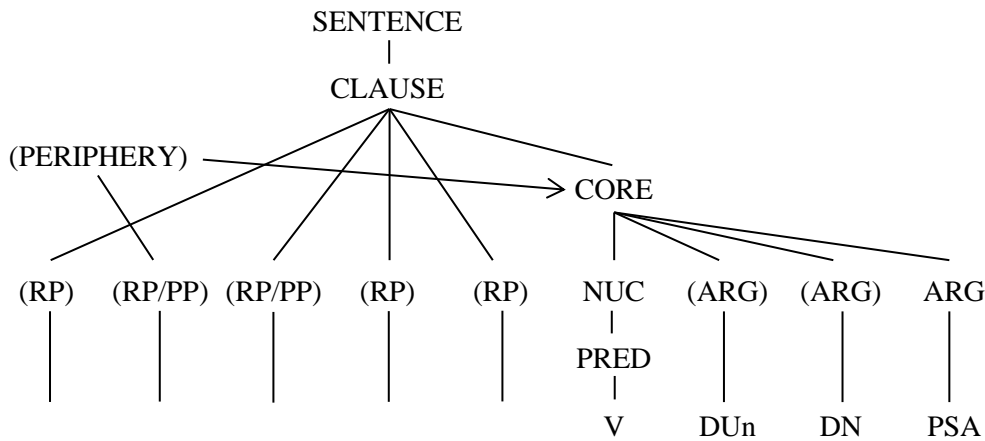 SENTENCE
CLAUSE
(PERIPHERY)
CORE
(RP) (RP/PP) (RP/PP) (RP) (RP) NUC (ARG) (ARG) ARG
PRED
V DUn DN PSA